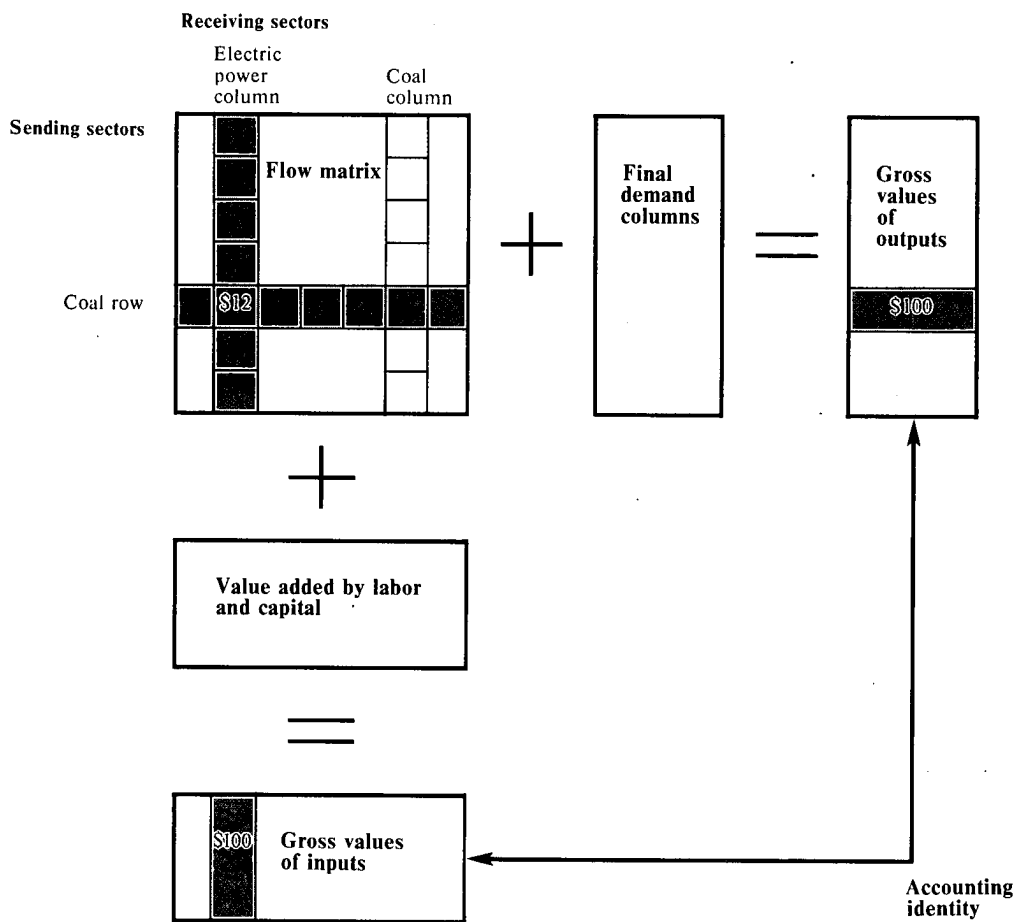 Receiving sectors
Electric
power
column
Coal
column
Sending sectors
Flow matrix
Final
demand
columns
Gross
values
of
outputs
Coal row
$12
$100
Value added by labor
and capital
$100
Gross values
of inputs
Accounting
identity